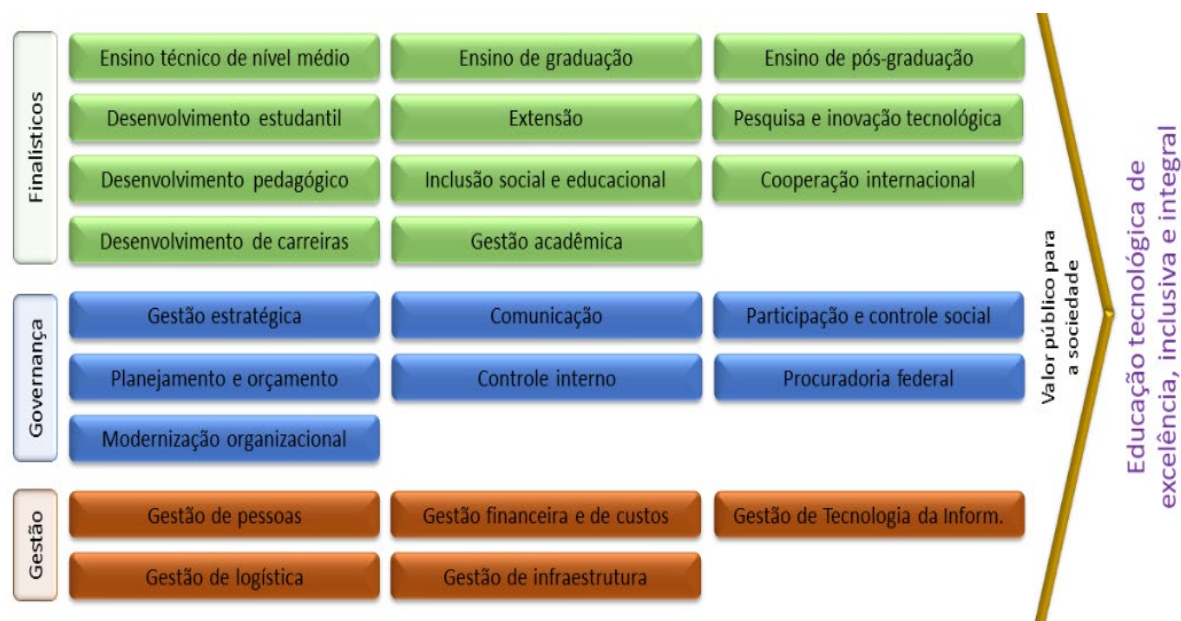 Finalísticos
Ensino técnico de nível médio
Ensino de graduação
Ensino de pós-graduação
Desenvolvimento estudantil
Extensão
Pesquisa e inovação tecnológica
Desenvolvimento pedagógico
Inclusão social e educacional
Cooperação internacional
Desenvolvimento de carreiras
Gestão acadêmica
Governança
Gestão estratégica
Comunicação
Participação e controle social
Planejamento e orçamento
Controle interno
Procuradoria federal
Modernização organizacional
Gestão
Gestão de pessoas
Gestão financeira e de custos
Gestão de Tecnologia da Inform.
Gestão de logística
Gestão de infraestrutura
Valor público para
a sociedade
Educação tecnológica de
excelência, inclusiva e integral